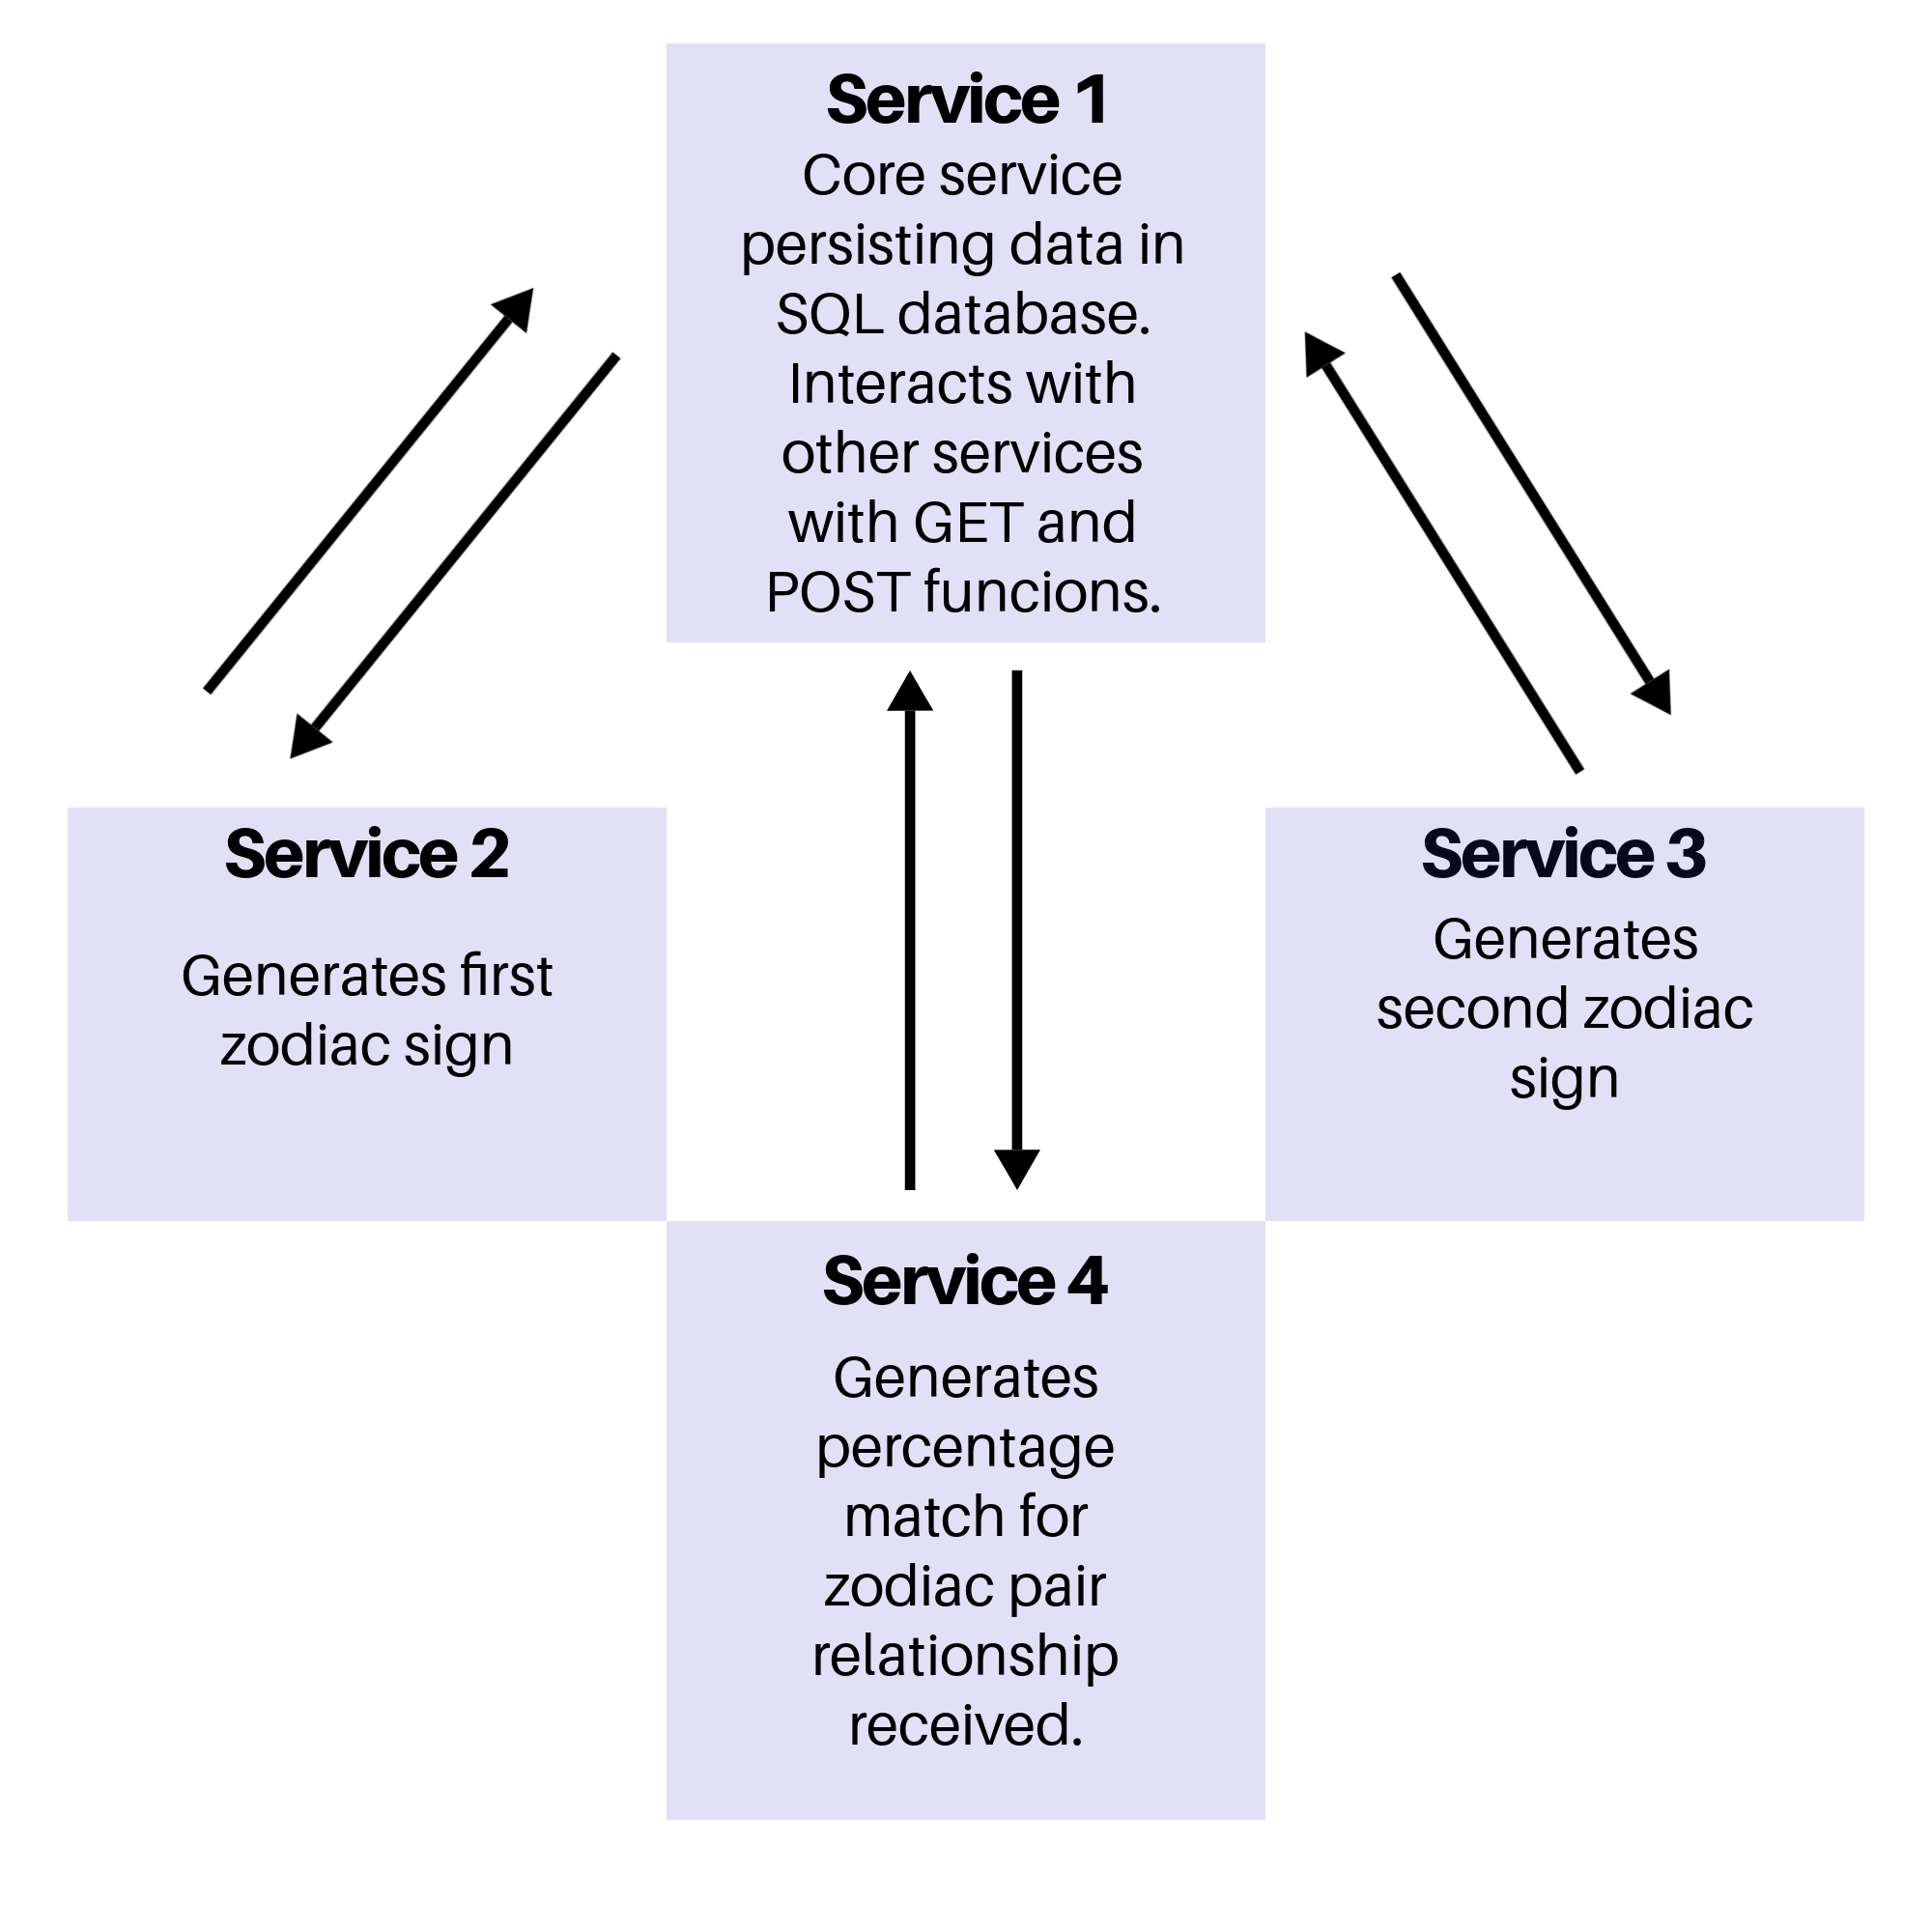 Service 1
Core service
persisting data in
SQL database.
Interacts with
other services
with GET and
POST funcions.
Service 2
Generates first
zodiac sign
Service 3
Generates
second zodiac
sign
Service 4
Generates
percentage
match for
zodiac pair
relationship
received.